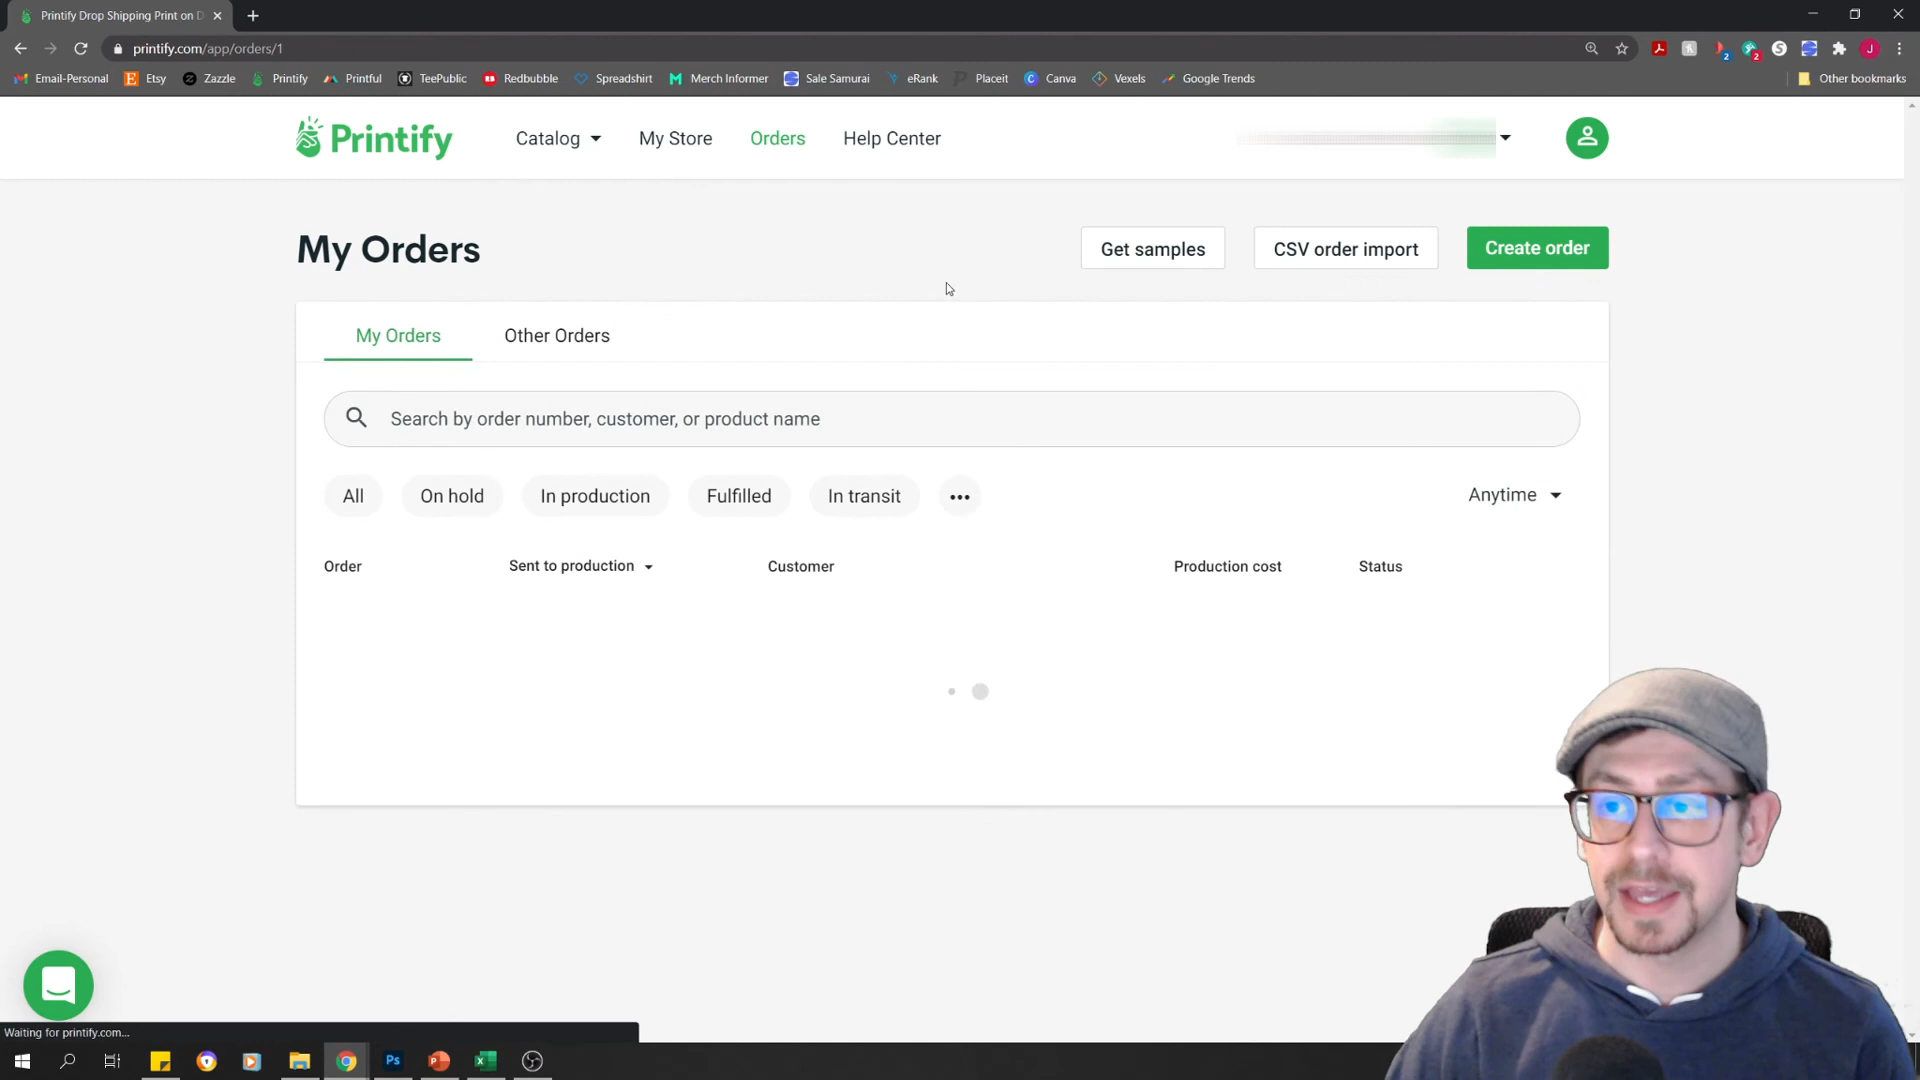 Printify Drop Shipping Print on D
printify.com/app/orders/1
J
Email-Personal Etsy Zazzle Printify Printful TeePublic Redbubble Spreadshirt Merch Informer Sale Samurai eRank Placeit Canva Vexels Google Trends Other bookmarks
Printify Catalog My Store Orders Help Center
My Orders Get samples CSV order import Create order
My Orders Other Orders
Search by order number, customer, or product name
All On hold In production Fulfilled In transit ••• Anytime
Order Sent to production Customer Production cost Status
Waiting for printify.com...